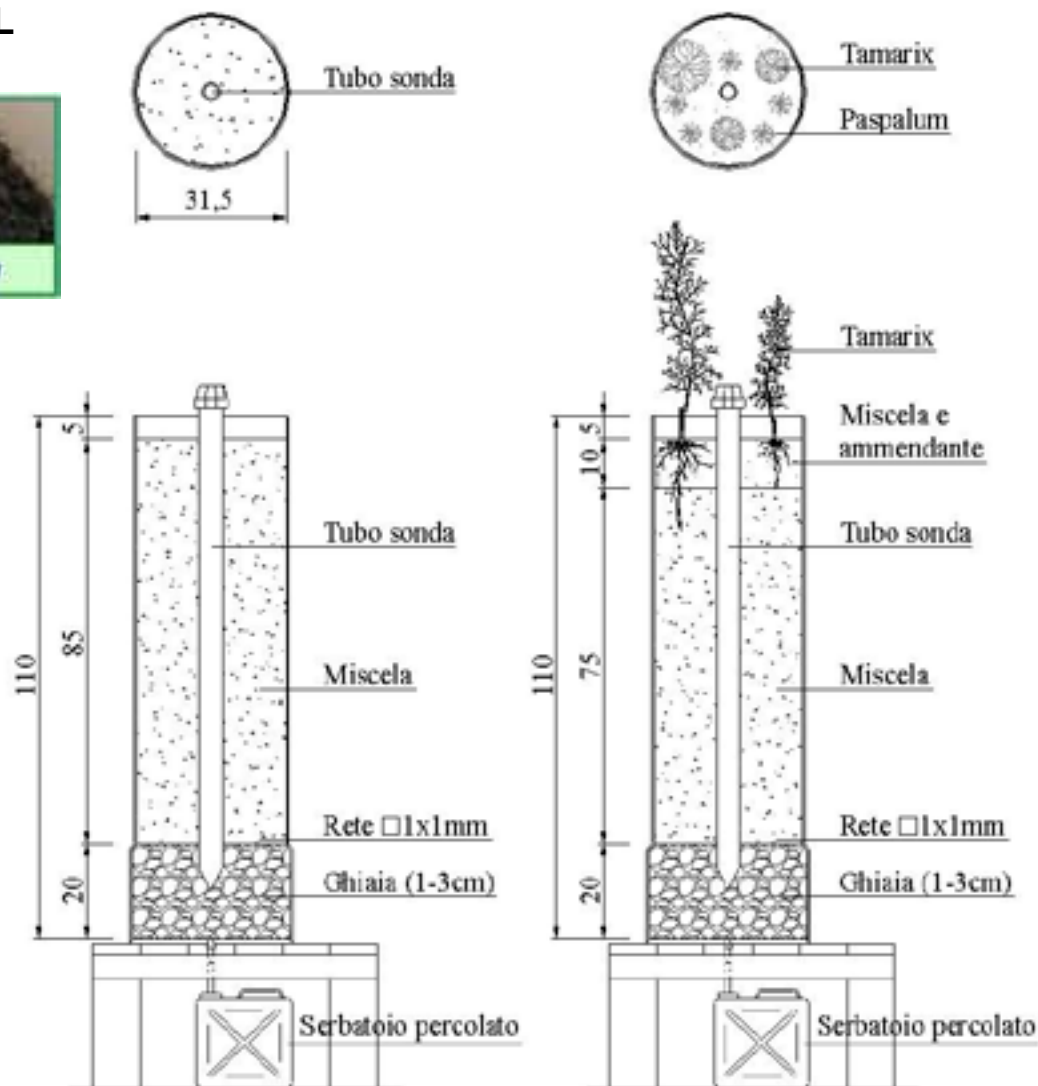 L
Tubo sonda
31,5
Tamarix
Paspalum
5
85
110
20
Tubo sonda
Miscela
Rete □1x1mm
Ghiaia (1-3cm)
Serbatoio percolato
Tamarix
Miscela e
ammendante
5
10
75
110
20
Tubo sonda
Miscela
Rete □1x1mm
Ghiaia (1-3cm)
Serbatoio percolato